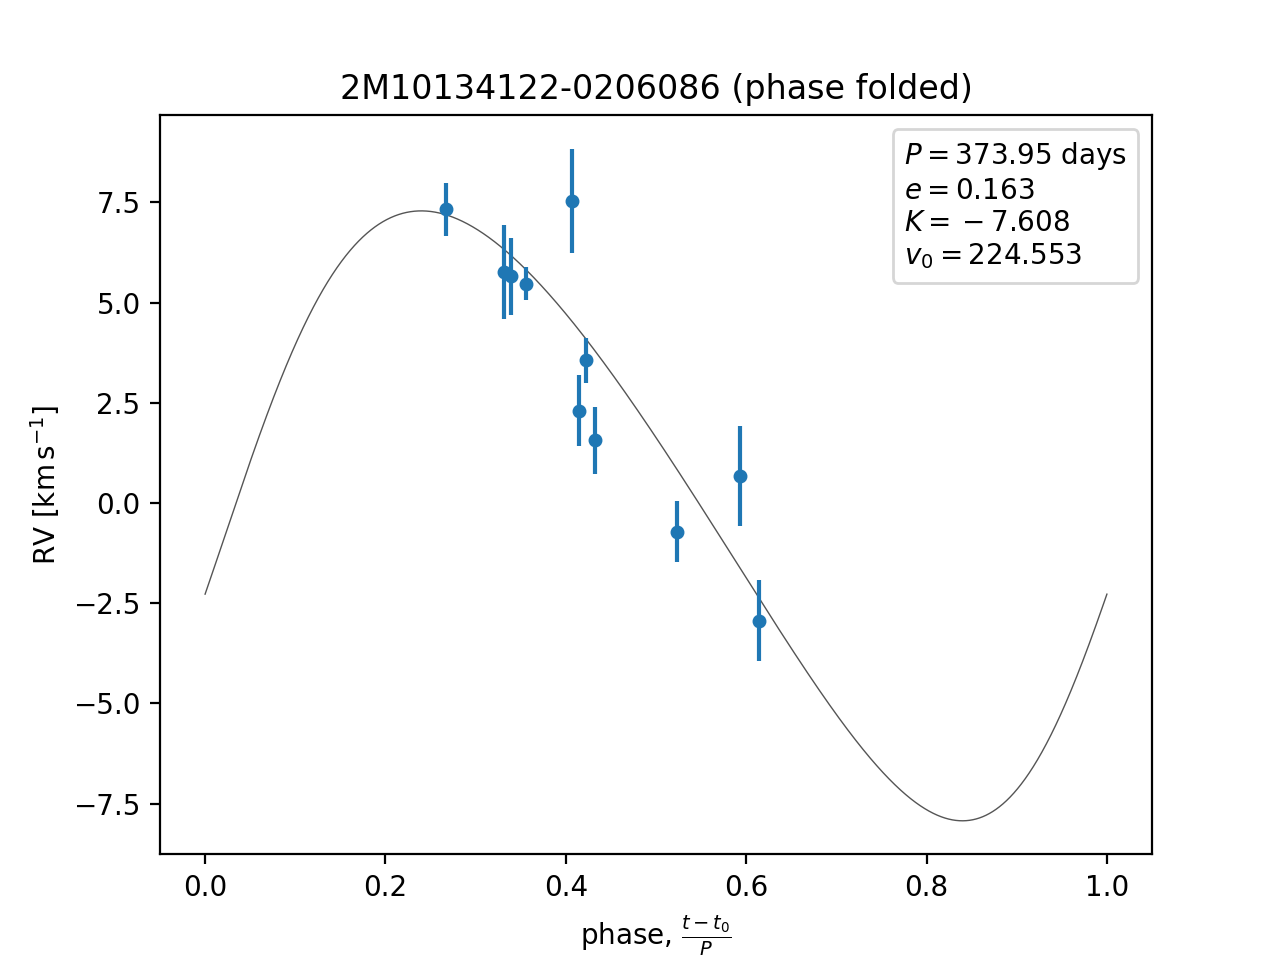 2M10134122-0206086 (phase folded)
P = 373.95 days
e = 0.163
K = −7.608
v₀ = 224.553
RV [km s⁻¹]
7.5
5.0
2.5
0.0
−2.5
−5.0
−7.5
0.0 0.2 0.4 0.6 0.8 1.0
phase, (t − t₀)/P